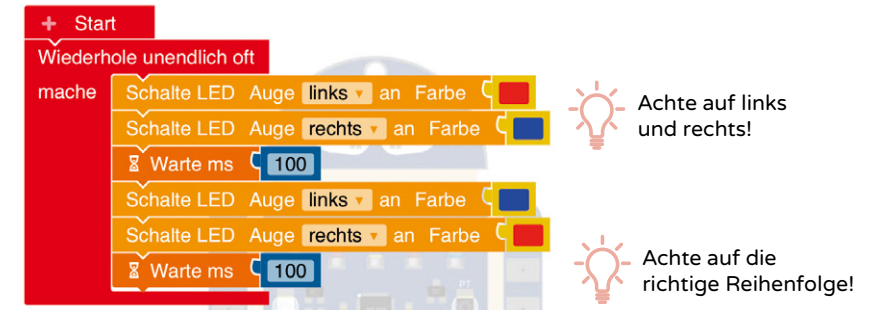 + Start
Wiederhole unendlich oft
mache Schalte LED Auge links an Farbe
Schalte LED Auge rechts an Farbe
Warte ms 100
Schalte LED Auge links an Farbe
Schalte LED Auge rechts an Farbe
Warte ms 100
Achte auf links
und rechts!
Achte auf die
richtige Reihenfolge!
PT